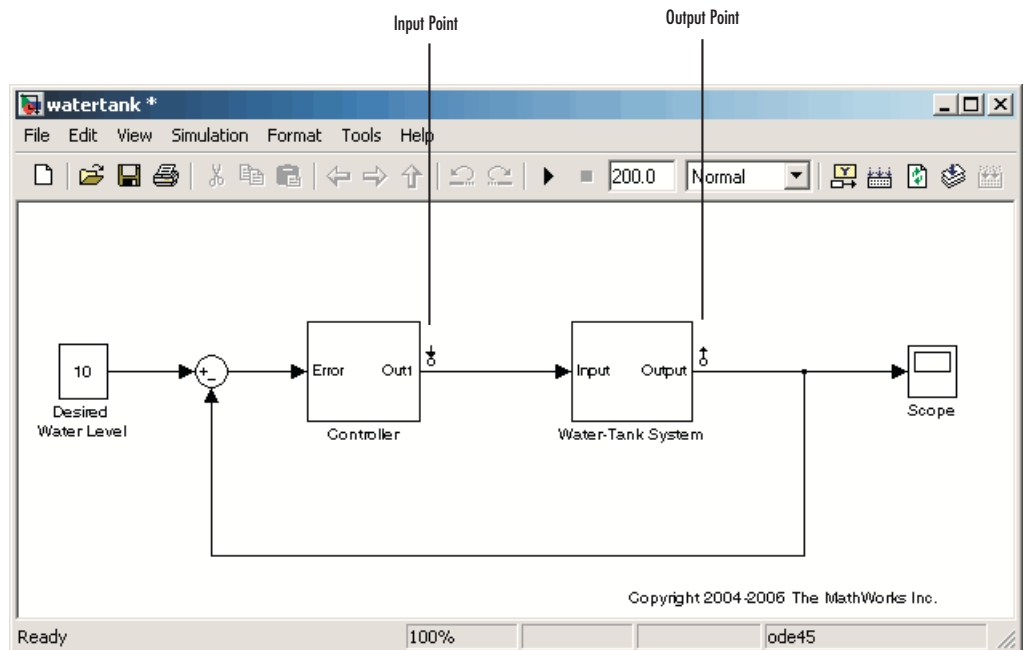 Input Point
Output Point
watertank *
File Edit View Simulation Format Tools Help
200.0 Normal
10
Desired
Water Level
+
-
Error Out1
Controller
Input Output
Water-Tank System
Scope
Copyright 2004-2006 The MathWorks Inc.
Ready 100% ode45